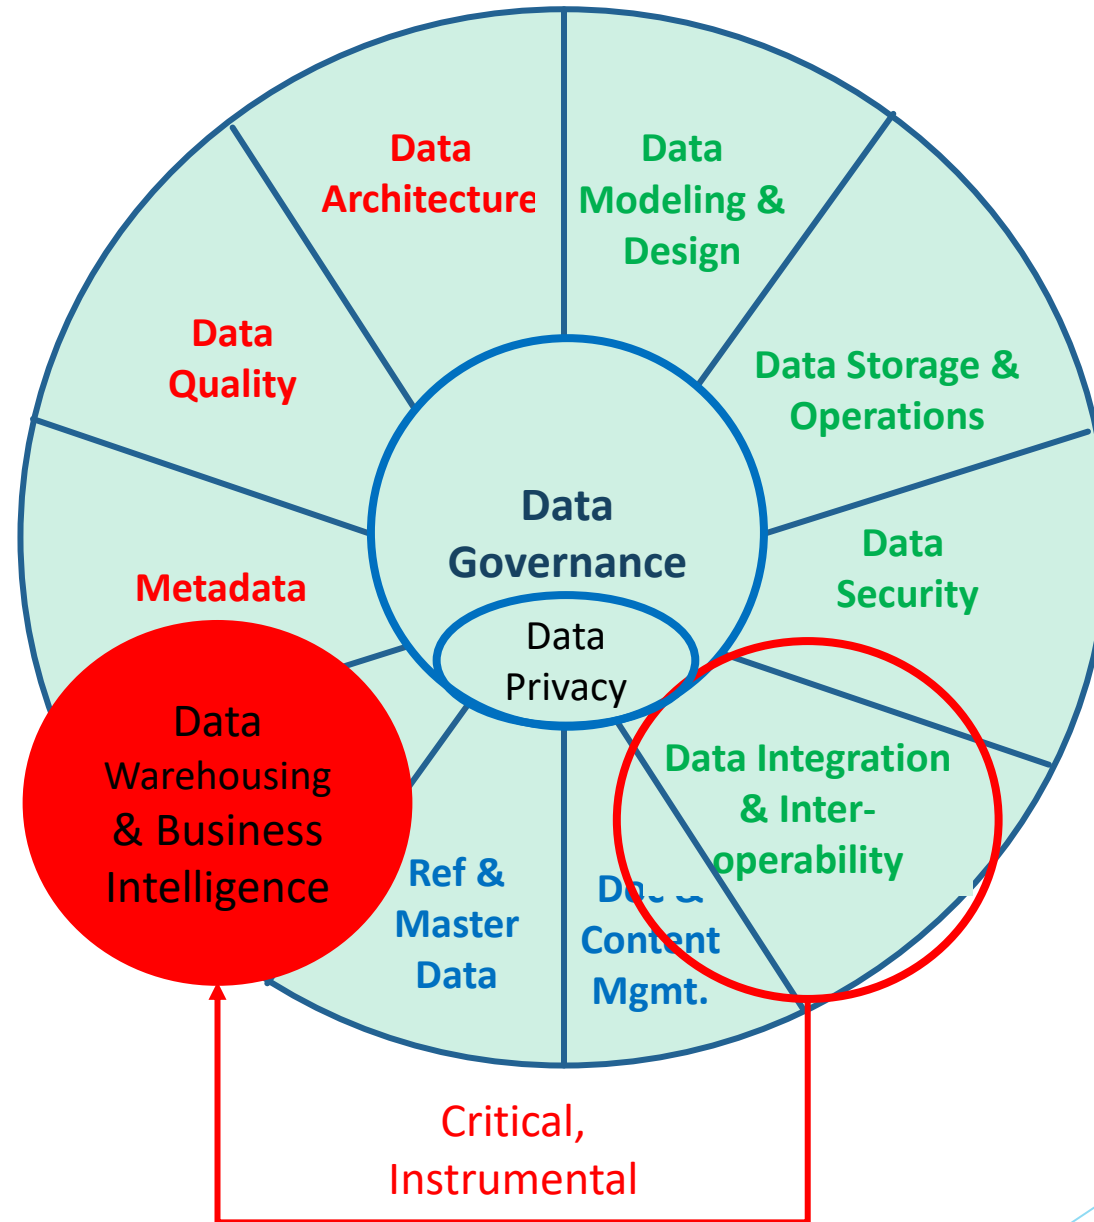 Data
Architecture
Data
Modeling &
Design
Data
Quality
Data Storage &
Operations
Data
Governance
Data
Security
Metadata
Data
Privacy
Data
Warehousing
& Business
Intelligence
Data Integration
& Inter-
operability
Ref &
Master
Data
Doc &
Content
Mgmt.
Critical,
Instrumental